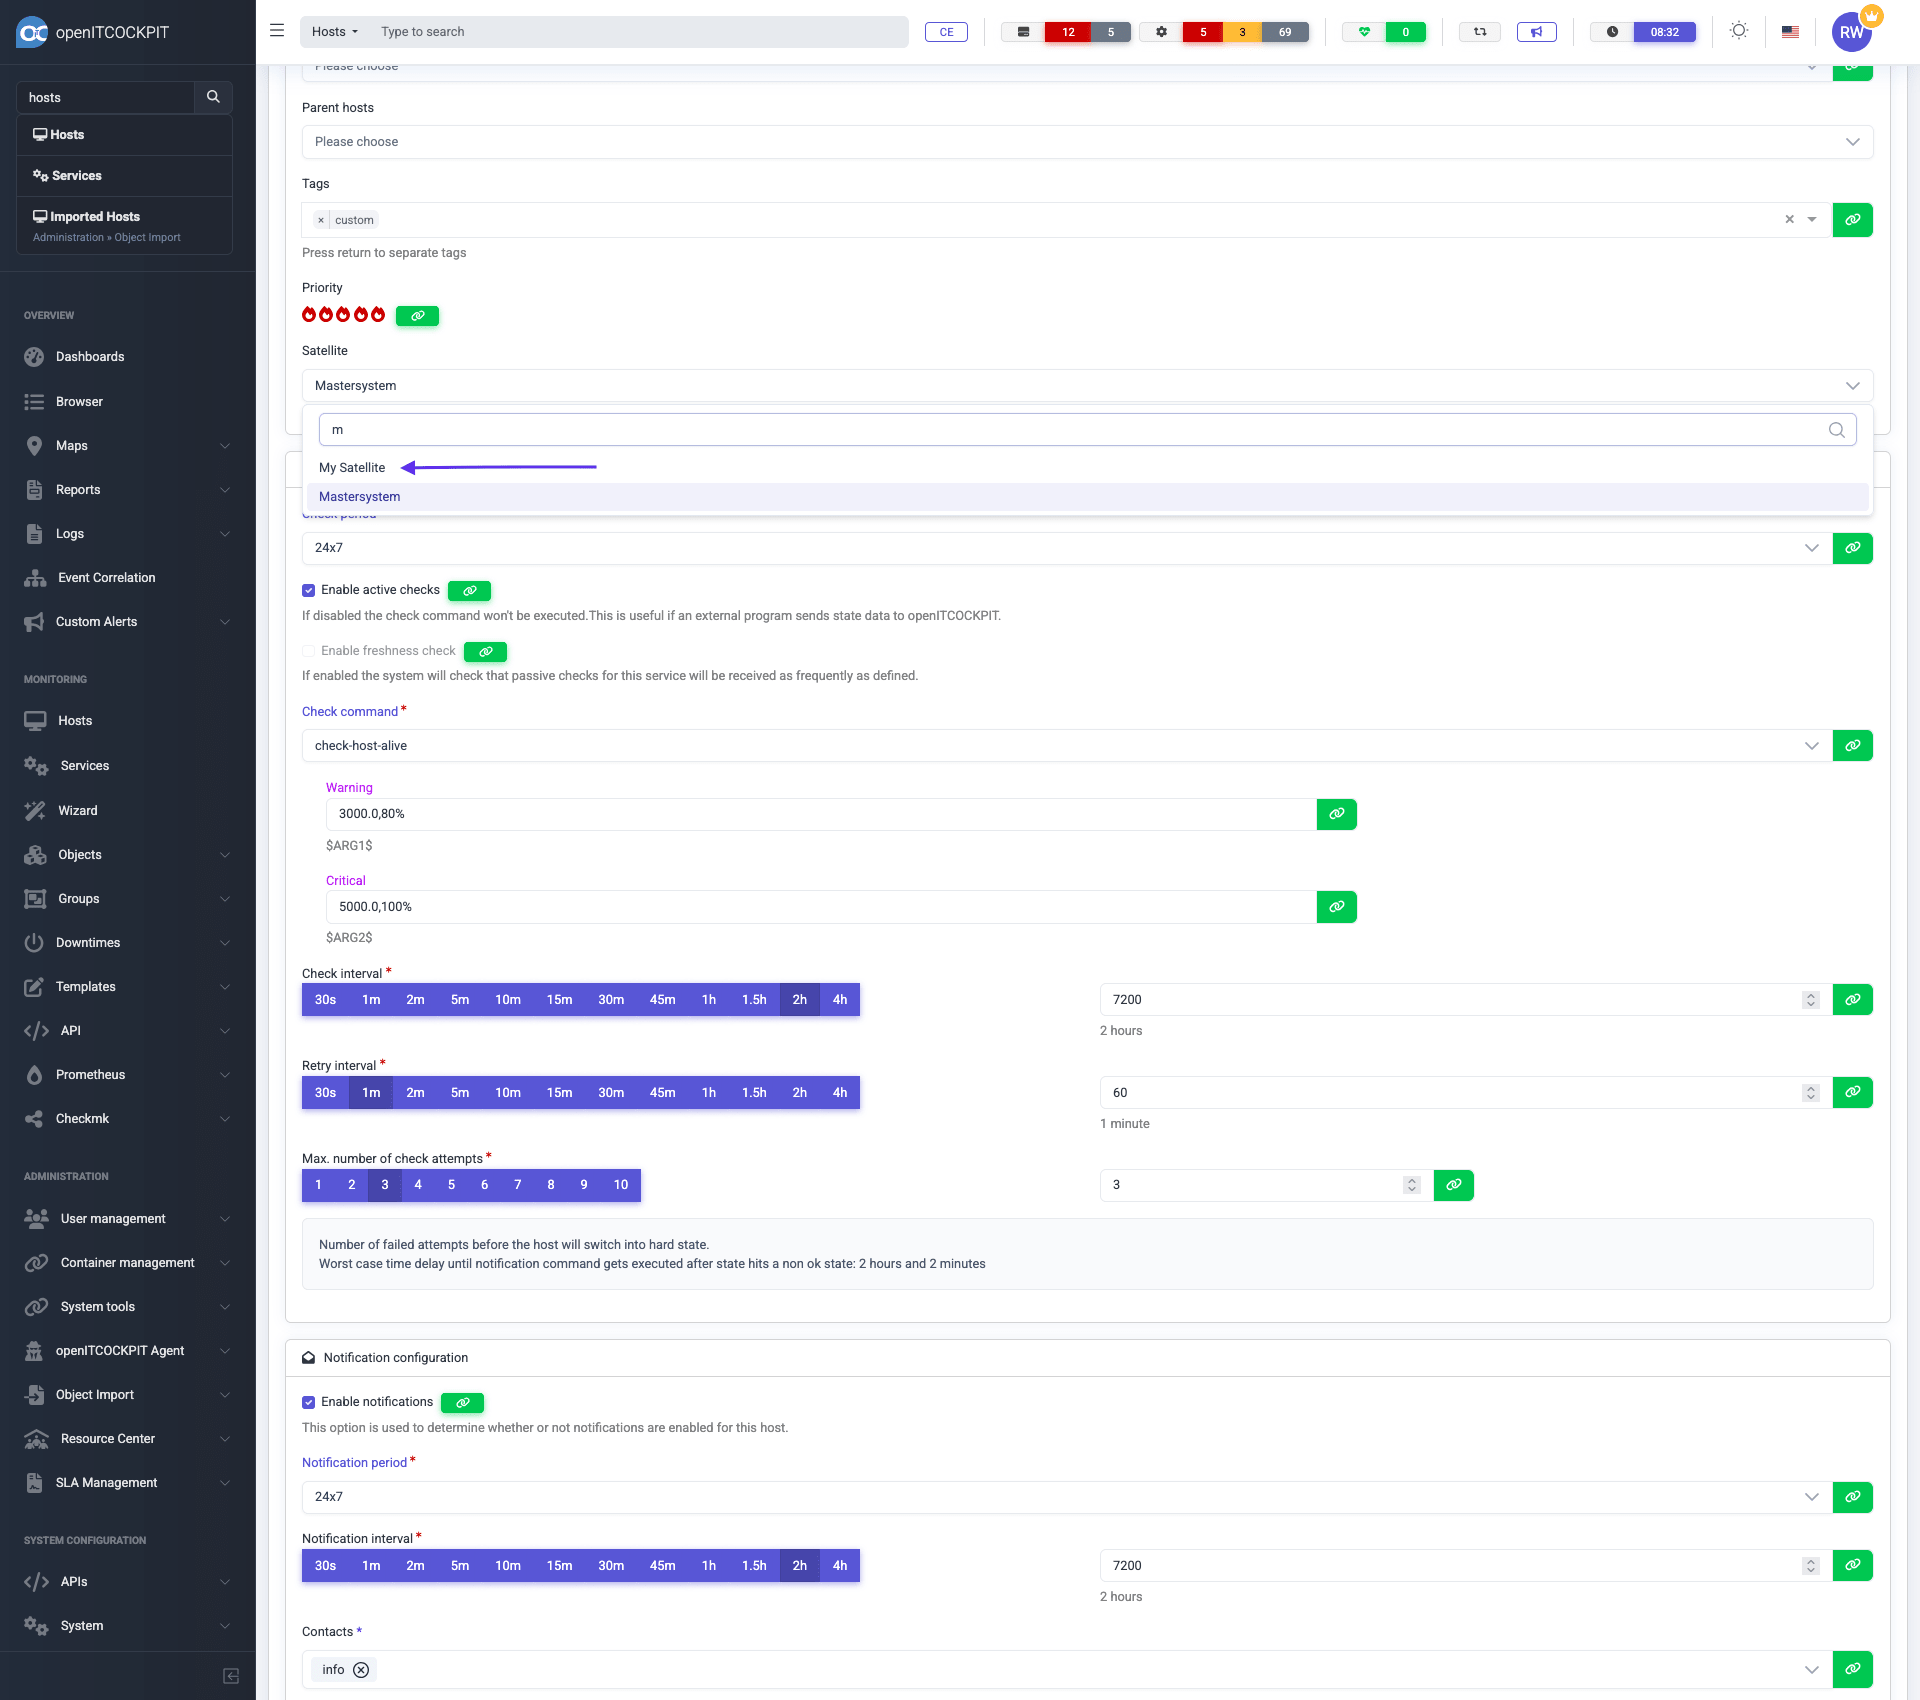 openITCOCKPIT
Hosts
Type to search
CE
12
5
5
3
69
0
08:32
RW
hosts
Hosts
Services
Imported Hosts
Administration » Object Import
OVERVIEW
Dashboards
Browser
Maps
Reports
Logs
Event Correlation
Custom Alerts
MONITORING
Hosts
Services
Wizard
Objects
Groups
Downtimes
Templates
API
Prometheus
Checkmk
ADMINISTRATION
User management
Container management
System tools
openITCOCKPIT Agent
Object Import
Resource Center
SLA Management
SYSTEM CONFIGURATION
APIs
System
Please choose
Parent hosts
Please choose
Tags
× custom
Press return to separate tags
Priority
Satellite
Mastersystem
m
My Satellite
Mastersystem
Check period
24x7
Enable active checks
If disabled the check command won't be executed.This is useful if an external program sends state data to openITCOCKPIT.
Enable freshness check
If enabled the system will check that passive checks for this service will be received as frequently as defined.
Check command *
check-host-alive
Warning
3000.0,80%
$ARG1$
Critical
5000.0,100%
$ARG2$
Check interval *
30s 1m 2m 5m 10m 15m 30m 45m 1h 1.5h 2h 4h
7200
2 hours
Retry interval *
30s 1m 2m 5m 10m 15m 30m 45m 1h 1.5h 2h 4h
60
1 minute
Max. number of check attempts *
1 2 3 4 5 6 7 8 9 10
3
Number of failed attempts before the host will switch into hard state.
Worst case time delay until notification command gets executed after state hits a non ok state: 2 hours and 2 minutes
Notification configuration
Enable notifications
This option is used to determine whether or not notifications are enabled for this host.
Notification period *
24x7
Notification interval *
30s 1m 2m 5m 10m 15m 30m 45m 1h 1.5h 2h 4h
7200
2 hours
Contacts *
info